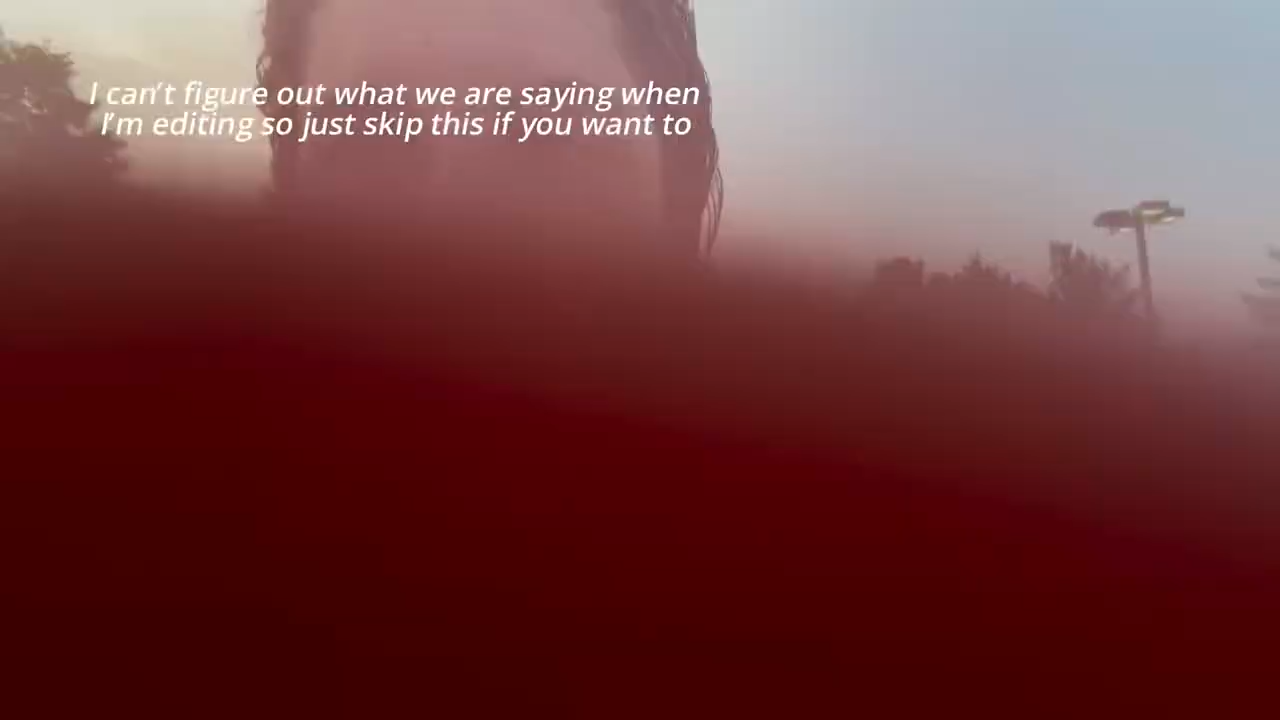 I can't figure out what we are saying when
I'm editing so just skip this if you want to